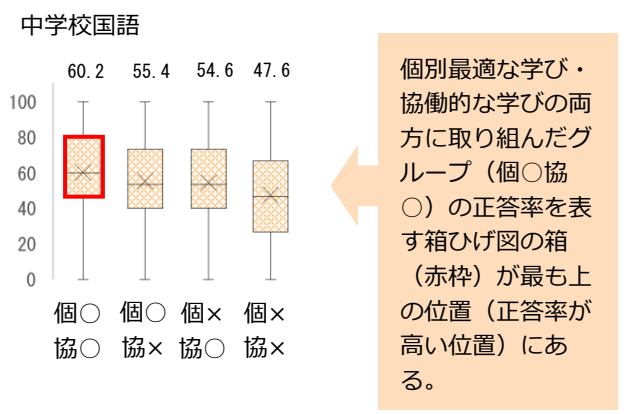 中学校国語
60.2 55.4 54.6 47.6
100
80
60
40
20
0
個○ 個○ 個× 個×
協○ 協× 協○ 協×
個別最適な学び・
協働的な学びの両
方に取り組んだグ
ループ（個○協
○）の正答率を表
す箱ひげ図の箱
（赤枠）が最も上
の位置（正答率が
高い位置）にあ
る。